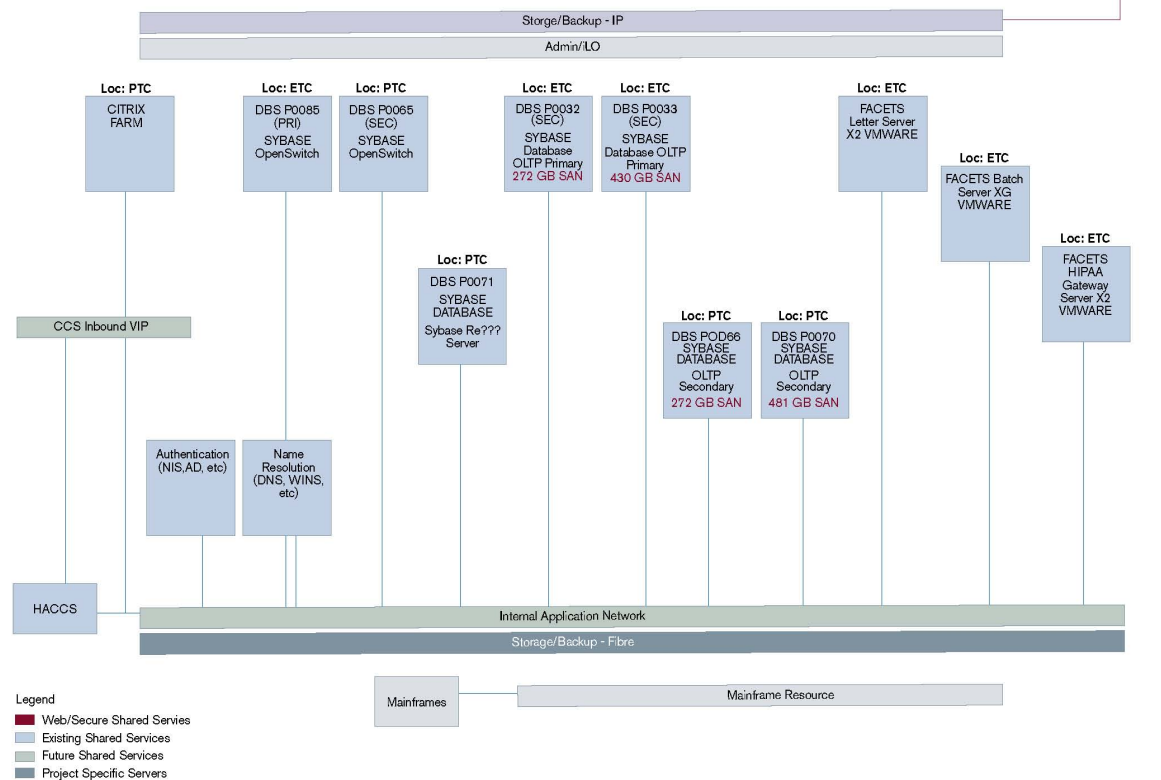 Storge/Backup - IP
Admin/iLO
Loc: PTC
CITRIX
FARM
Loc: ETC
DBS P0085
(PRI)
SYBASE
OpenSwitch
Loc: PTC
DBS P0065
(SEC)
SYBASE
OpenSwitch
Loc: ETC
DBS P0032
(SEC)
SYBASE
Database
OLTP Primary
272 GB SAN
Loc: ETC
DBS P0033
(SEC)
SYBASE
Database OLTP
Primary
430 GB SAN
Loc: ETC
FACETS
Letter Server
X2 VMWARE
Loc: ETC
FACETS Batch
Server XG
VMWARE
Loc: ETC
FACETS
HIPAA
Gateway
Server X2
VMWARE
Loc: PTC
DBS P0071
SYBASE
DATABASE
Sybase Re???
Server
CCS Inbound VIP
Loc: PTC
DBS POD66
SYBASE
DATABASE
OLTP
Secondary
272 GB SAN
Loc: PTC
DBS P0070
SYBASE
DATABASE
OLTP
Secondary
481 GB SAN
Authentication
(NIS,AD, etc)
Name
Resolution
(DNS, WINS,
etc)
HACCS
Internal Application Network
Storage/Backup - Fibre
Mainframes
Mainframe Resource
Legend
Web/Secure Shared Servies
Existing Shared Services
Future Shared Services
Project Specific Servers